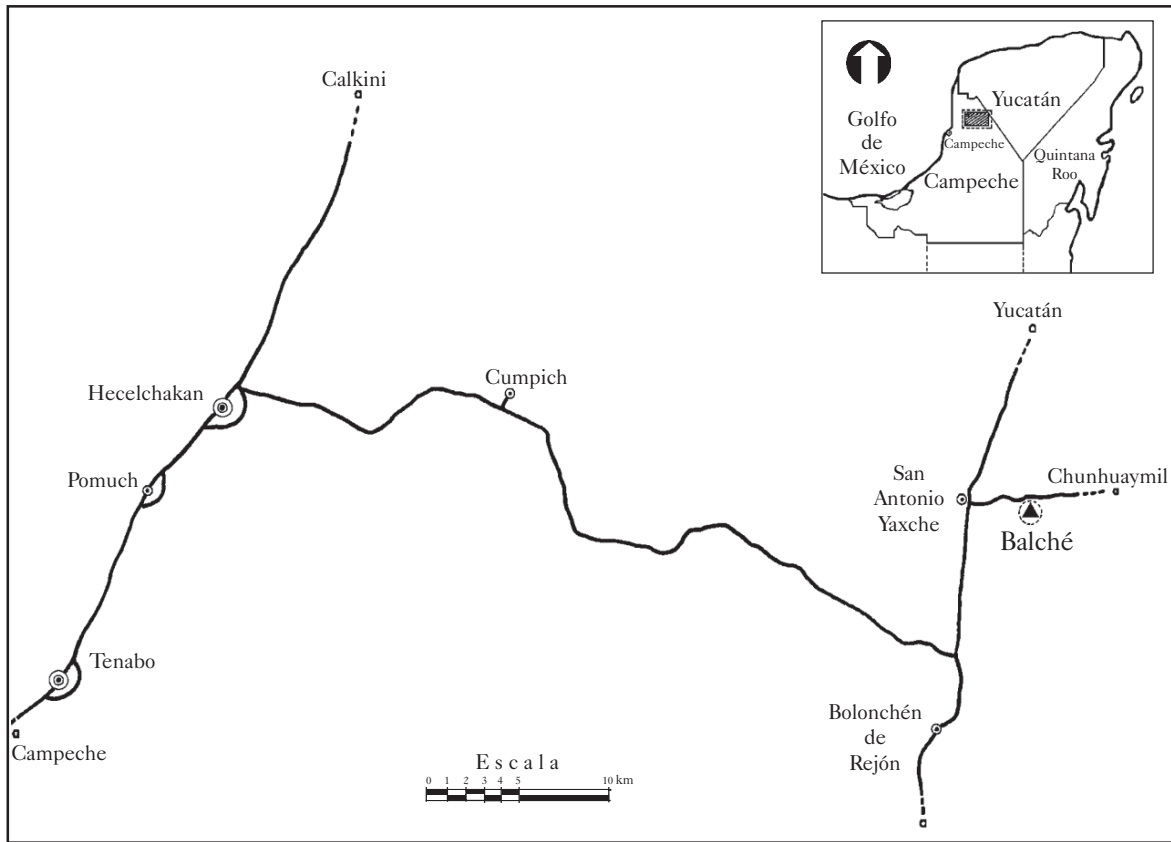 Calkini
a
Golfo
de
México
Yucatán
Campeche
Campeche
Quintana
Roo
Yucatán
a
Hecelchakan
Cumpich
Pomuch
San
Antonio
Yaxche
Chunhuaymil
a
Balché
Tenabo
a
Campeche
Bolonchén
de
Rejón
a
Escala
0 1 2 3 4 5 10 km